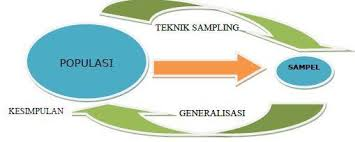 TEKNIK SAMPLING
POPULASI
SAMPEL
KESIMPULAN
GENERALISASI